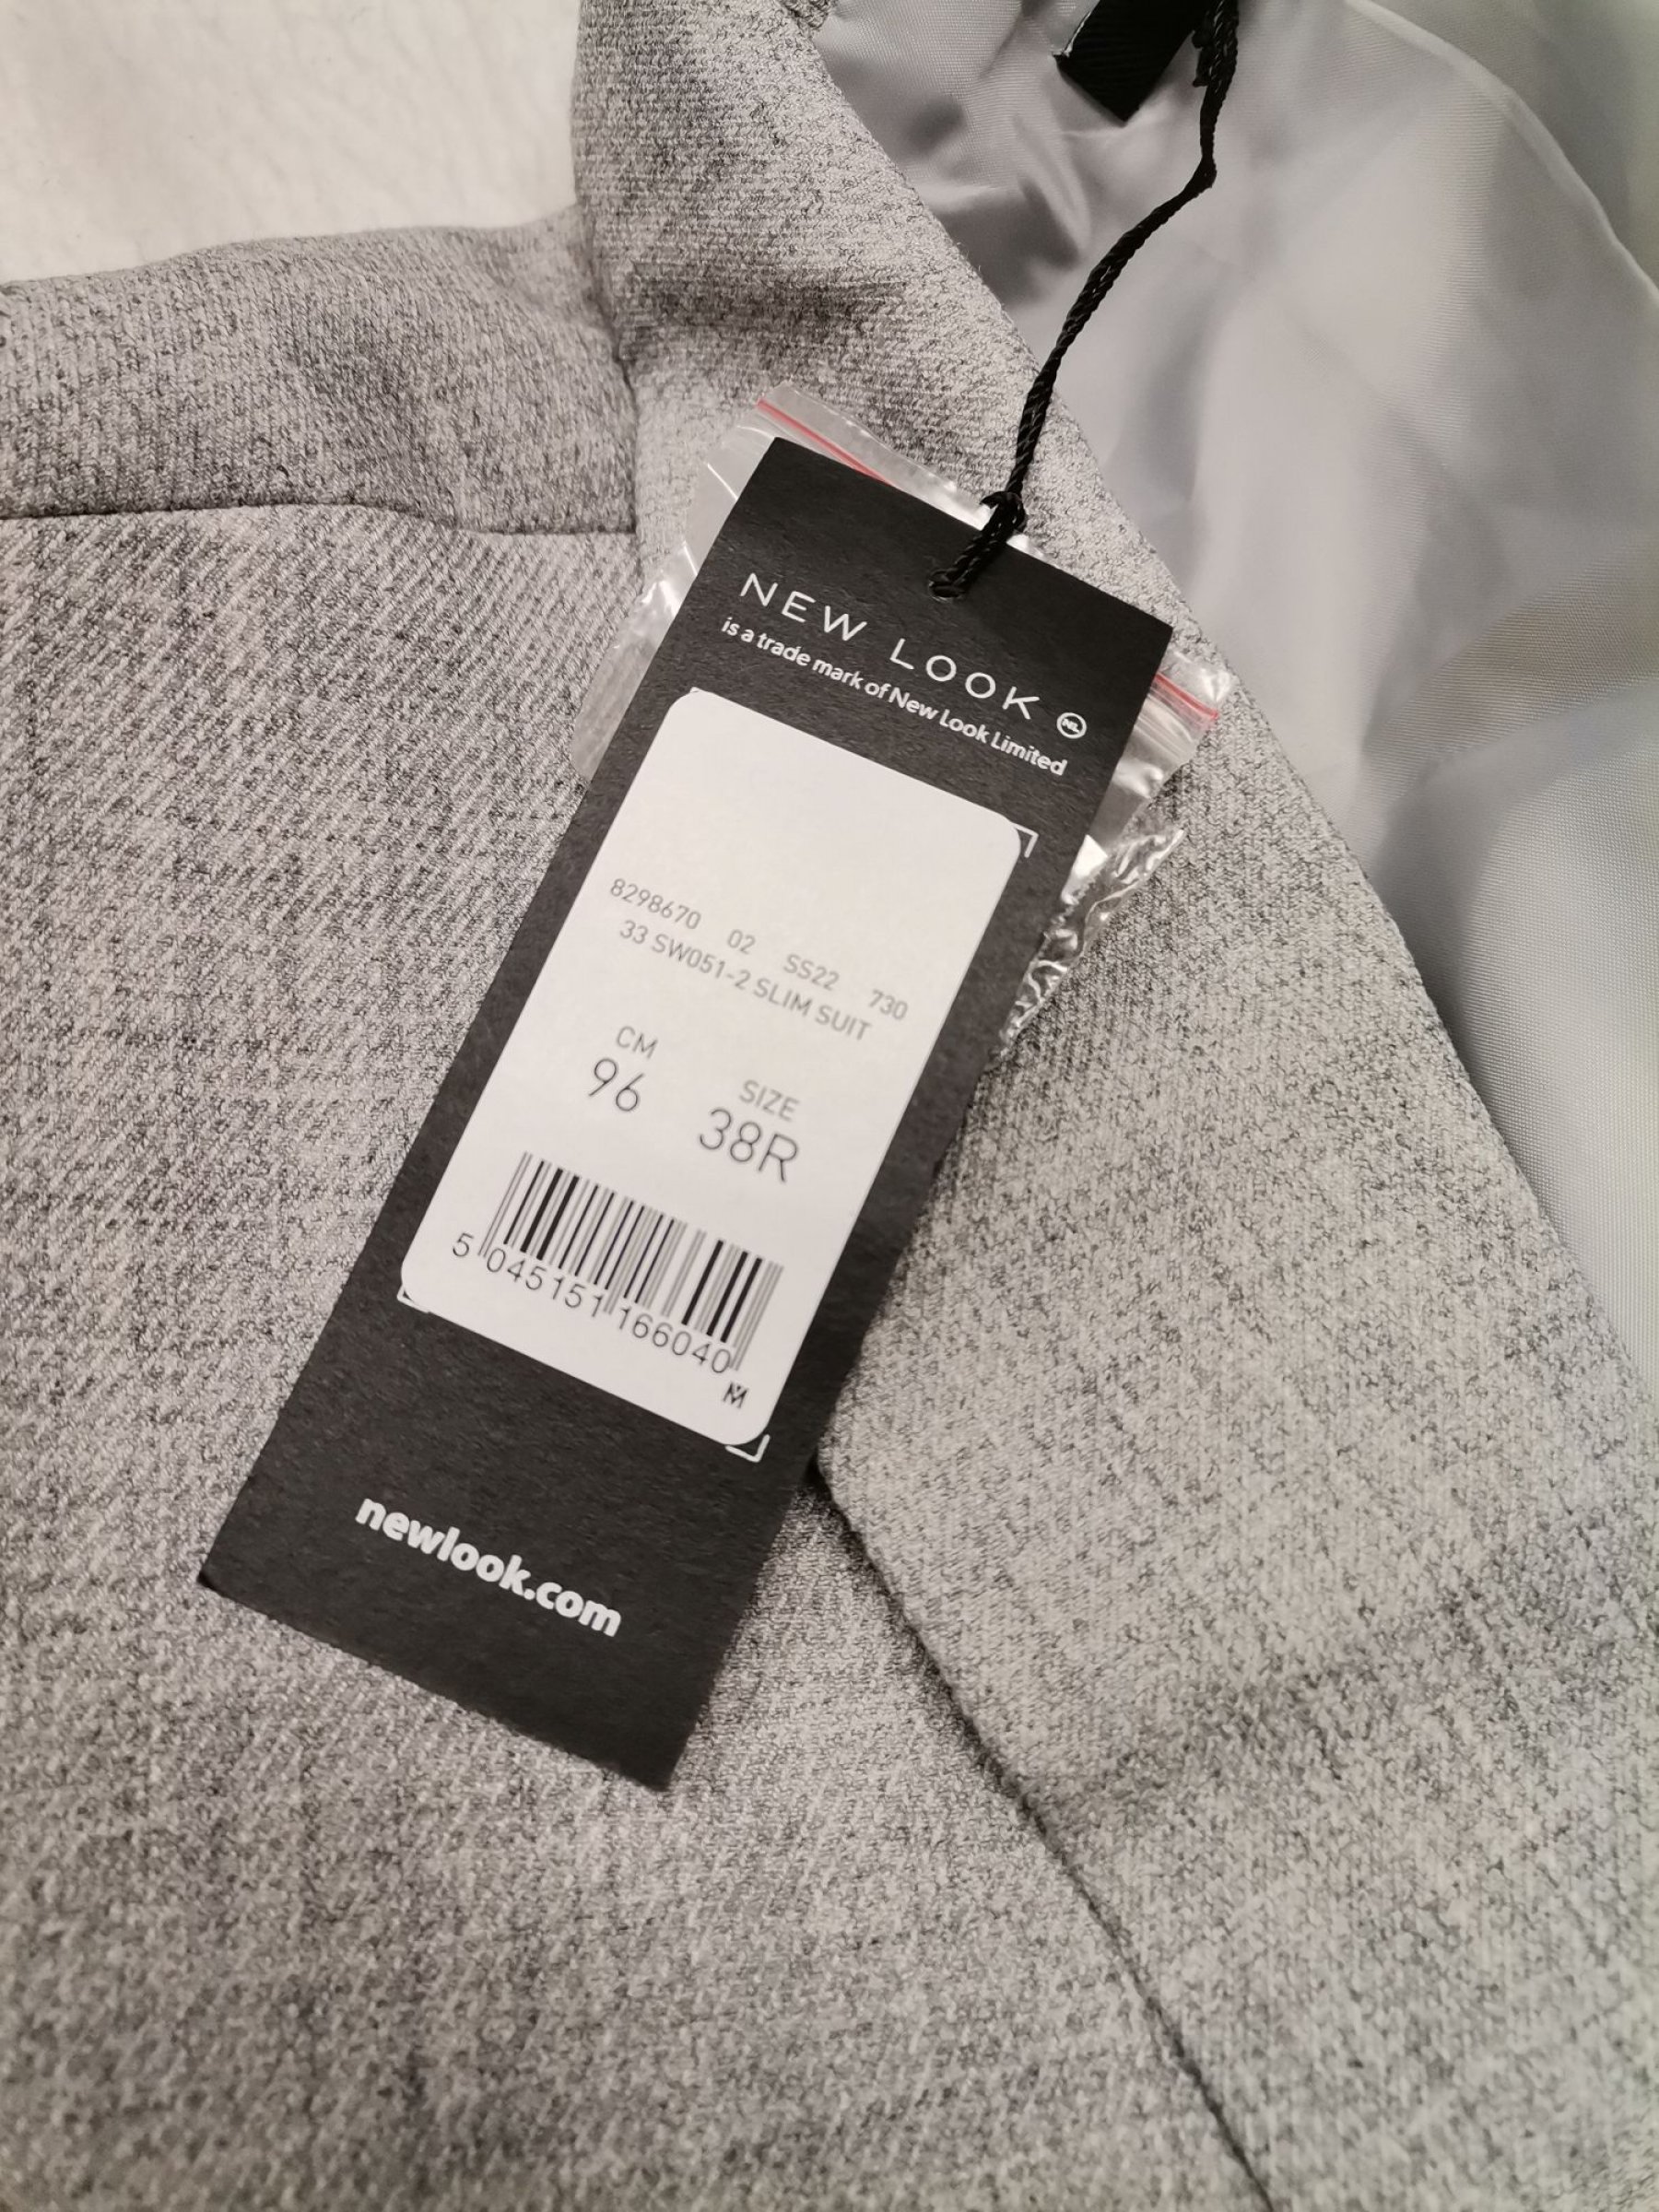 NEW LOOK NL
is a trade mark of New Look Limited
8298670 02 SS22 730
33 SW051-2 SLIM SUIT
CM SIZE
96 38R
5 045151 166040
M
newlook.com